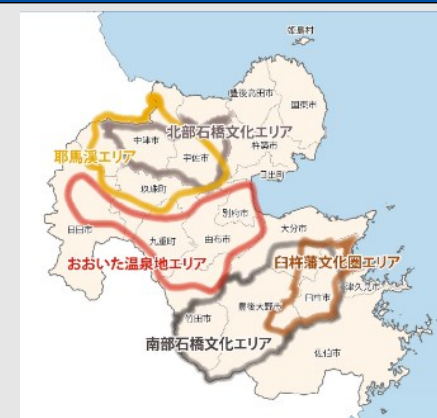 姫島村
豊後高田市
国東市
北部石橋文化エリア
中津市
宇佐市
杵築市
耶馬溪エリア
日出町
玖珠町
別府市
日田市
九重町
由布市
大分市
おおいた温泉地エリア
臼杵藩文化圏エリア
津久見市
臼杵市
豊後大野市
竹田市
南部石橋文化エリア
佐伯市